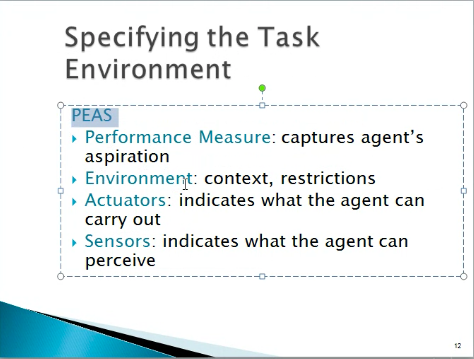 Specifying the Task
Environment
PEAS
Performance Measure: captures agent's
aspiration
Environment: context, restrictions
Actuators: indicates what the agent can
carry out
Sensors: indicates what the agent can
perceive
12